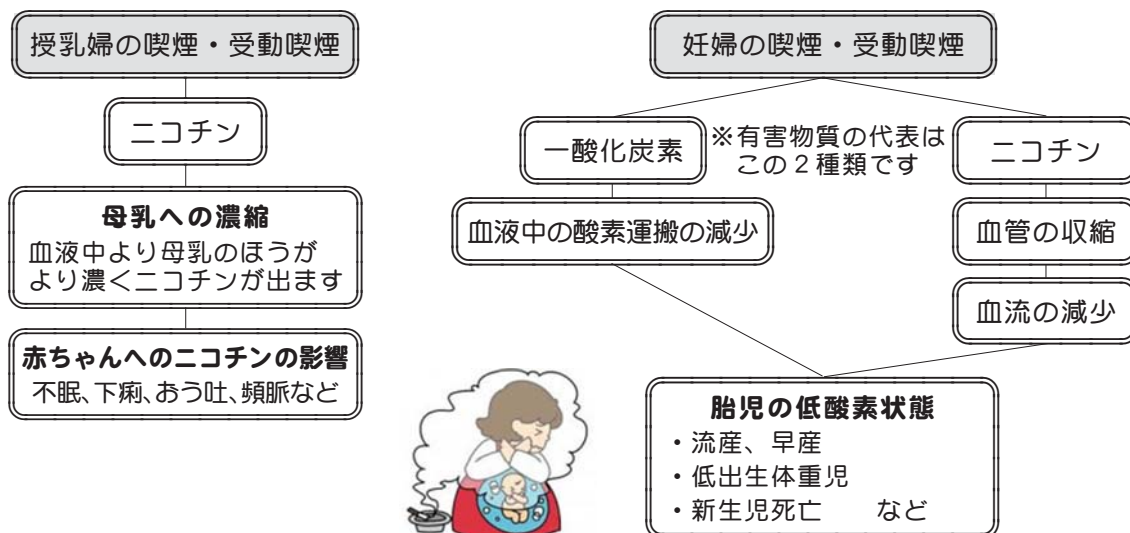 授乳婦の喫煙・受動喫煙
ニコチン
母乳への濃縮
血液中より母乳のほうが
より濃くニコチンが出ます
赤ちゃんへのニコチンの影響
不眠、下痢、おう吐、頻脈など
妊婦の喫煙・受動喫煙
一酸化炭素
※有害物質の代表は
この２種類です
ニコチン
血液中の酸素運搬の減少
血管の収縮
血流の減少
胎児の低酸素状態
・流産、早産
・低出生体重児
・新生児死亡　　など